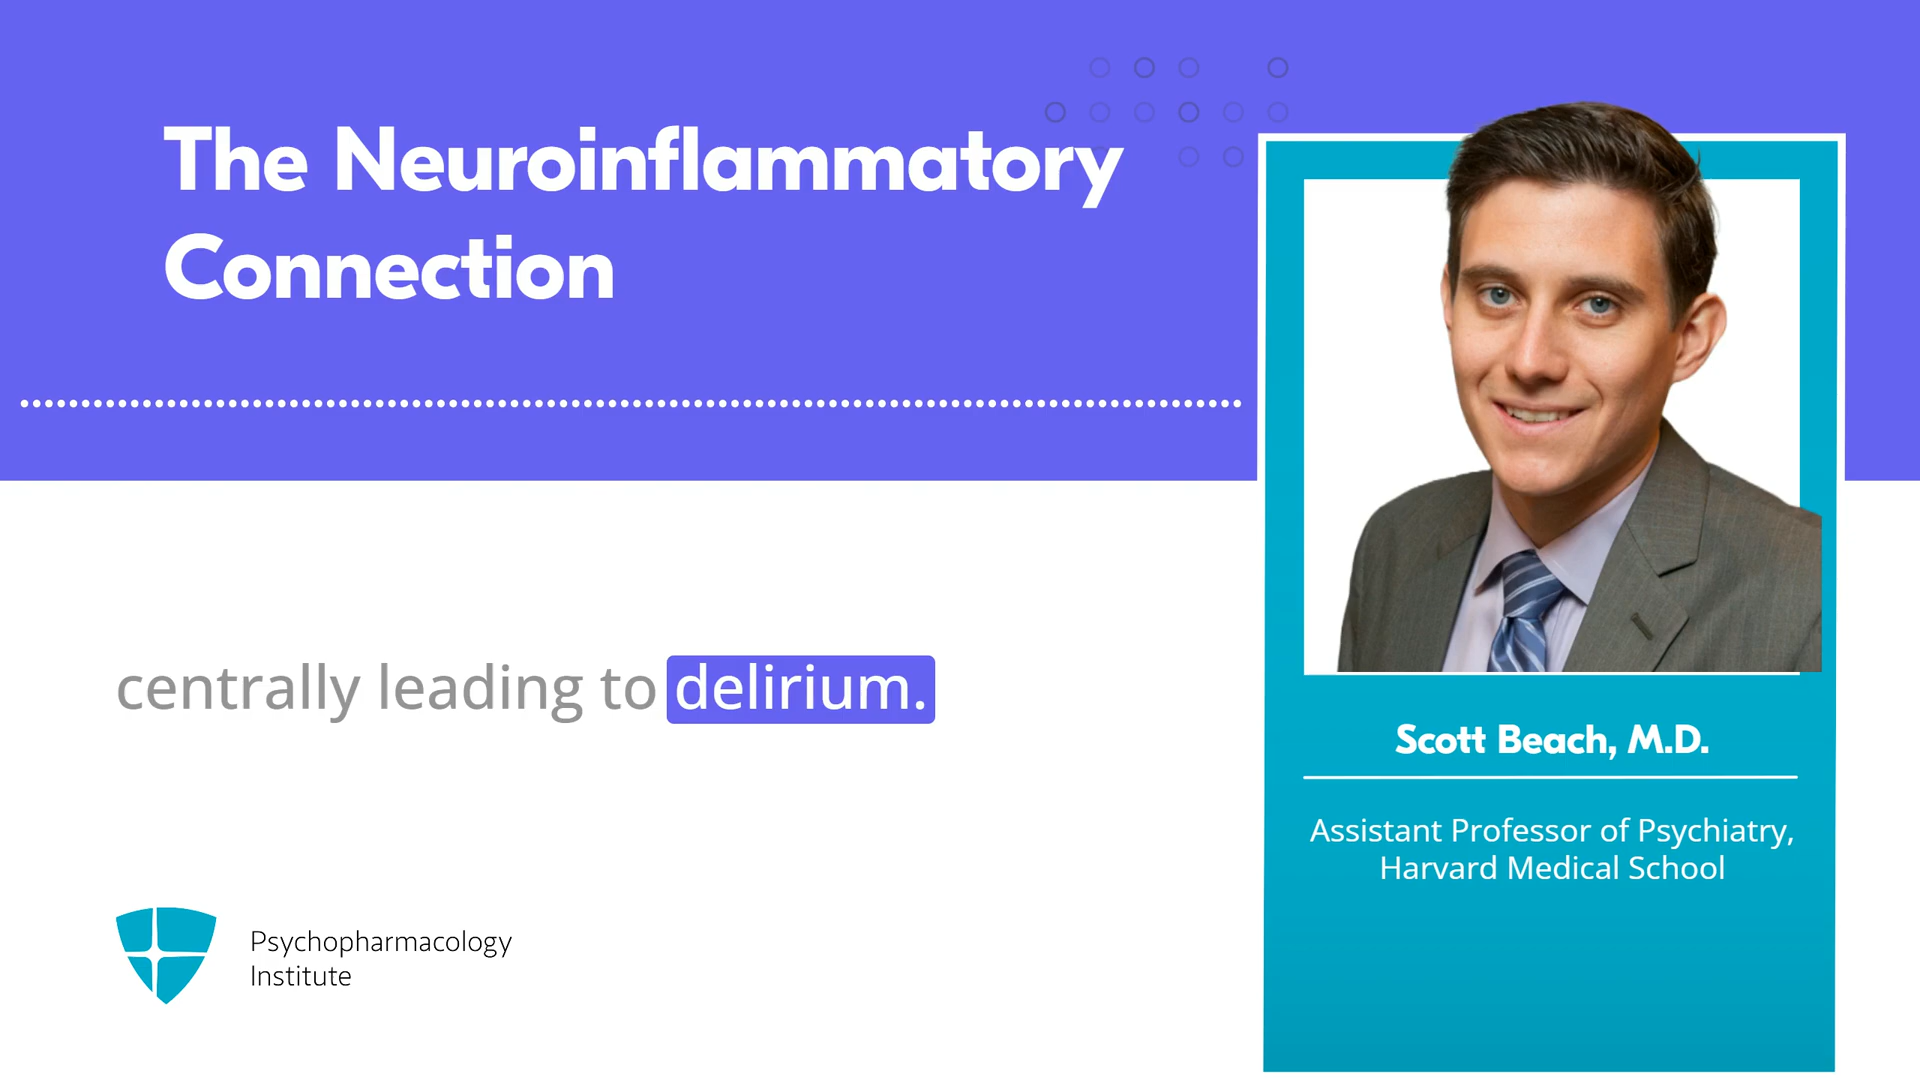 The Neuroinflammatory
Connection
centrally leading to delirium.
Scott Beach, M.D.
Assistant Professor of Psychiatry,
Harvard Medical School
Psychopharmacology
Institute